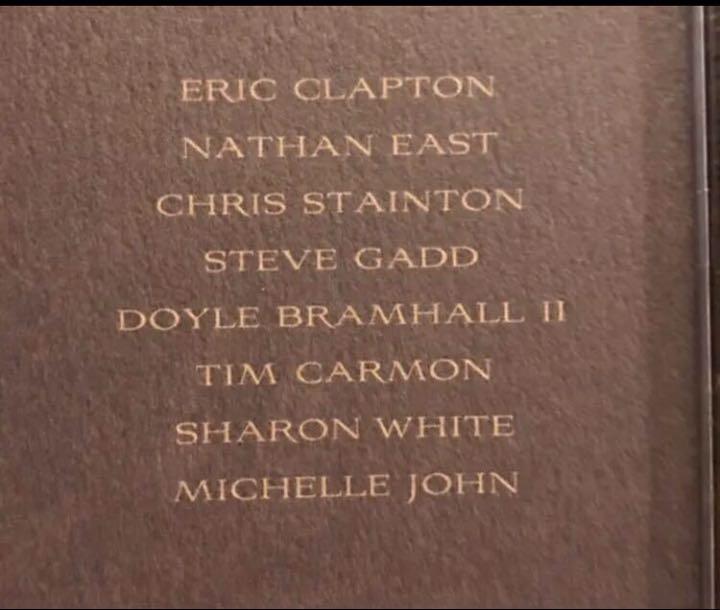 ERIC CLAPTON
NATHAN EAST
CHRIS STAINTON
STEVE GADD
DOYLE BRAMHALL II
TIM CARMON
SHARON WHITE
MICHELLE JOHN